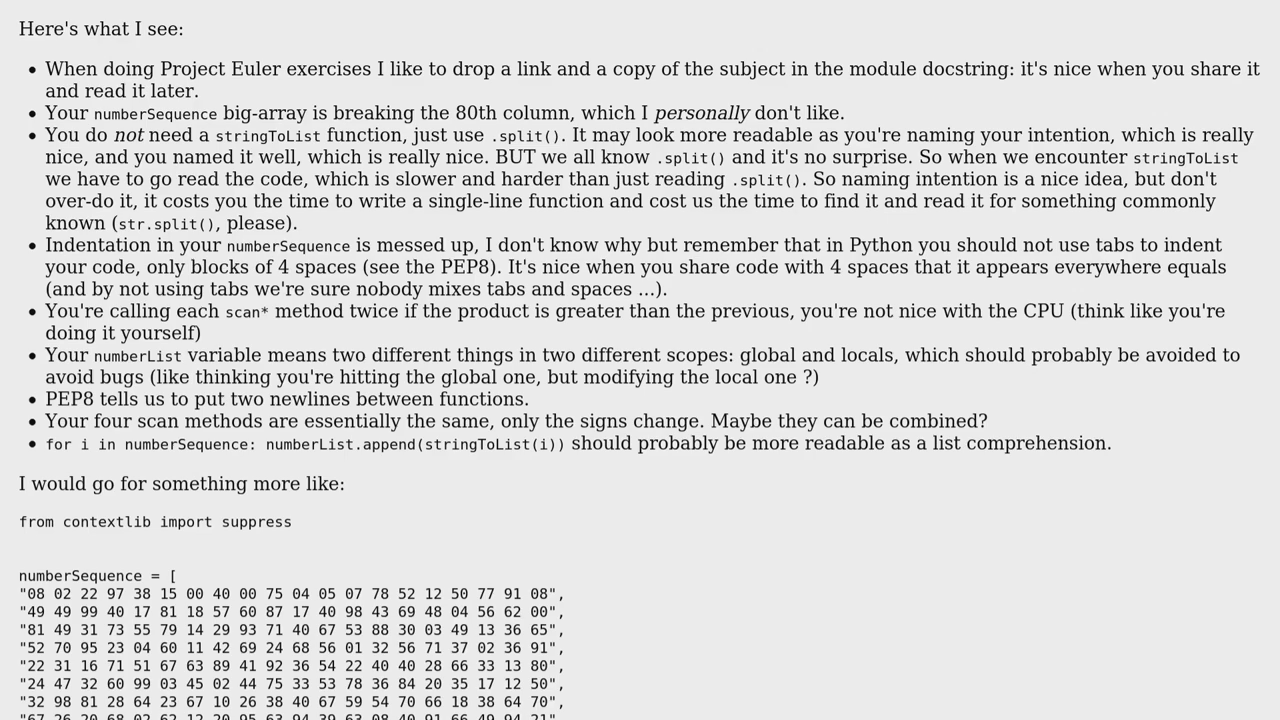 Here's what I see:
• When doing Project Euler exercises I like to drop a link and a copy of the subject in the module docstring: it's nice when you share it
and read it later.
• Your numberSequence big-array is breaking the 80th column, which I personally don't like.
• You do not need a stringToList function, just use .split(). It may look more readable as you're naming your intention, which is really
nice, and you named it well, which is really nice. BUT we all know .split() and it's no surprise. So when we encounter stringToList
we have to go read the code, which is slower and harder than just reading .split(). So naming intention is a nice idea, but don't
over-do it, it costs you the time to write a single-line function and cost us the time to find it and read it for something commonly
known (str.split(), please).
• Indentation in your numberSequence is messed up, I don't know why but remember that in Python you should not use tabs to indent
your code, only blocks of 4 spaces (see the PEP8). It's nice when you share code with 4 spaces that it appears everywhere equals
(and by not using tabs we're sure nobody mixes tabs and spaces ...).
• You're calling each scan* method twice if the product is greater than the previous, you're not nice with the CPU (think like you're
doing it yourself)
• Your numberList variable means two different things in two different scopes: global and locals, which should probably be avoided to
avoid bugs (like thinking you're hitting the global one, but modifying the local one ?)
• PEP8 tells us to put two newlines between functions.
• Your four scan methods are essentially the same, only the signs change. Maybe they can be combined?
• for i in numberSequence: numberList.append(stringToList(i)) should probably be more readable as a list comprehension.
I would go for something more like:
from contextlib import suppress
numberSequence = [
"08 02 22 97 38 15 00 40 00 75 04 05 07 78 52 12 50 77 91 08",
"49 49 99 40 17 81 18 57 60 87 17 40 98 43 69 48 04 56 62 00",
"81 49 31 73 55 79 14 29 93 71 40 67 53 88 30 03 49 13 36 65",
"52 70 95 23 04 60 11 42 69 24 68 56 01 32 56 71 37 02 36 91",
"22 31 16 71 51 67 63 89 41 92 36 54 22 40 40 28 66 33 13 80",
"24 47 32 60 99 03 45 02 44 75 33 53 78 36 84 20 35 17 12 50",
"32 98 81 28 64 23 67 10 26 38 40 67 59 54 70 66 18 38 64 70",
"67 26 20 68 02 62 12 20 95 63 94 39 63 08 40 91 66 49 94 21"